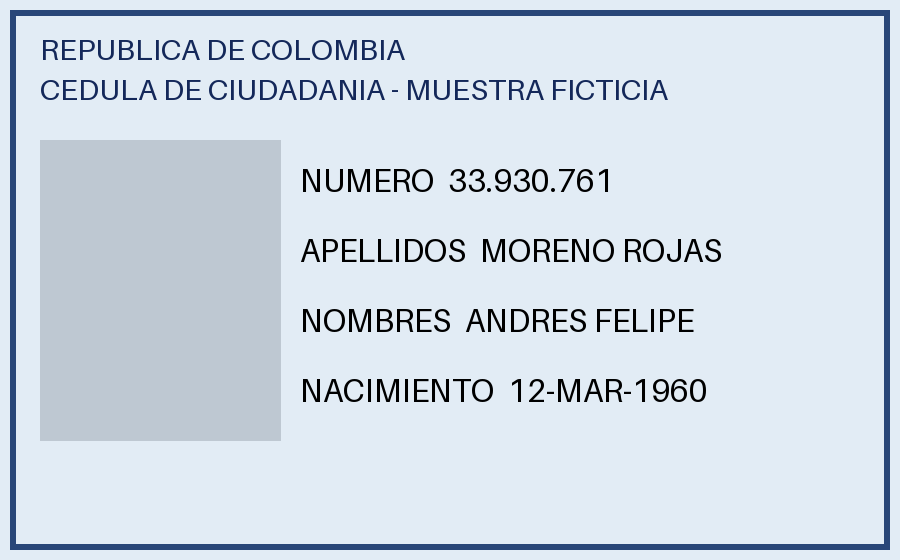 REPUBLICA DE COLOMBIA
CEDULA DE CIUDADANIA - MUESTRA FICTICIA
NUMERO 33.930.761
APELLIDOS MORENO ROJAS
NOMBRES ANDRES FELIPE
NACIMIENTO 12-MAR-1960